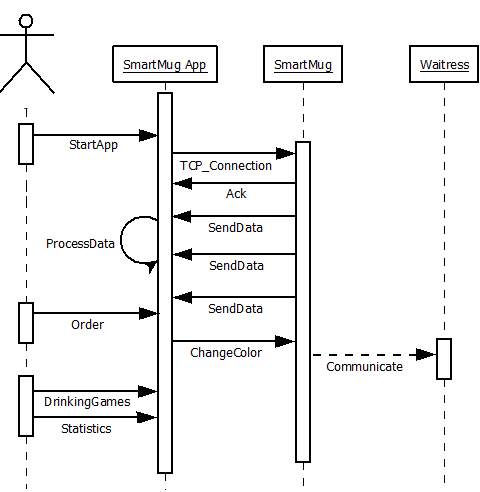 SmartMug App
SmartMug
Waitress
StartApp
TCP_Connection
Ack
SendData
ProcessData
SendData
SendData
Order
ChangeColor
Communicate
DrinkingGames
Statistics